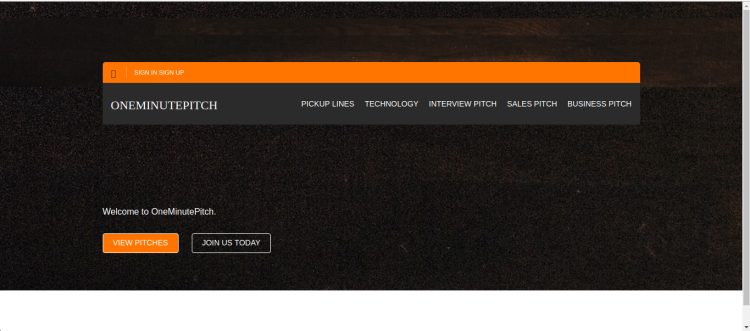 SIGN IN SIGN UP
ONEMINUTEPITCH PICKUP LINES TECHNOLOGY INTERVIEW PITCH SALES PITCH BUSINESS PITCH
Welcome to OneMinutePitch.
VIEW PITCHES JOIN US TODAY